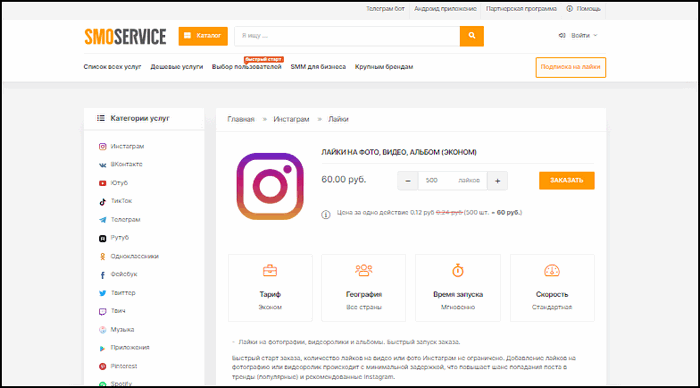 Телеграм бот Андроид приложение Партнерская программа Помощь
SMOSERVICE Каталог Я ищу ... Войти
быстрый старт
Список всех услуг Дешевые услуги Выбор пользователей SMM для бизнеса Крупным брендам Подписка на лайки
Категории услуг
Инстаграм
ВКонтакте
Ютуб
ТикТок
Телеграм
Рутуб
Одноклассники
Фейсбук
Твиттер
Твич
Музыка
Приложения
Pinterest
Spotify
Главная » Инстаграм » Лайки
ЛАЙКИ НА ФОТО, ВИДЕО, АЛЬБОМ (ЭКОНОМ)
60.00 руб. − 500 лайков + ЗАКАЗАТЬ
Цена за одно действие 0.12 руб 0,24 руб (500 шт. = 60 руб.)
Тариф
Эконом
География
Все страны
Время запуска
Мгновенно
Скорость
Стандартная
- Лайки на фотографии, видеоролики и альбомы. Быстрый запуск заказа.
Быстрый старт заказа, количество лайков на видео или фото Инстаграм не ограничено. Добавление лайков на
фотографию или видеоролик происходит с минимальной задержкой, что повышает шанс попадания поста в
тренды (популярные) и рекомендованные Instagram.